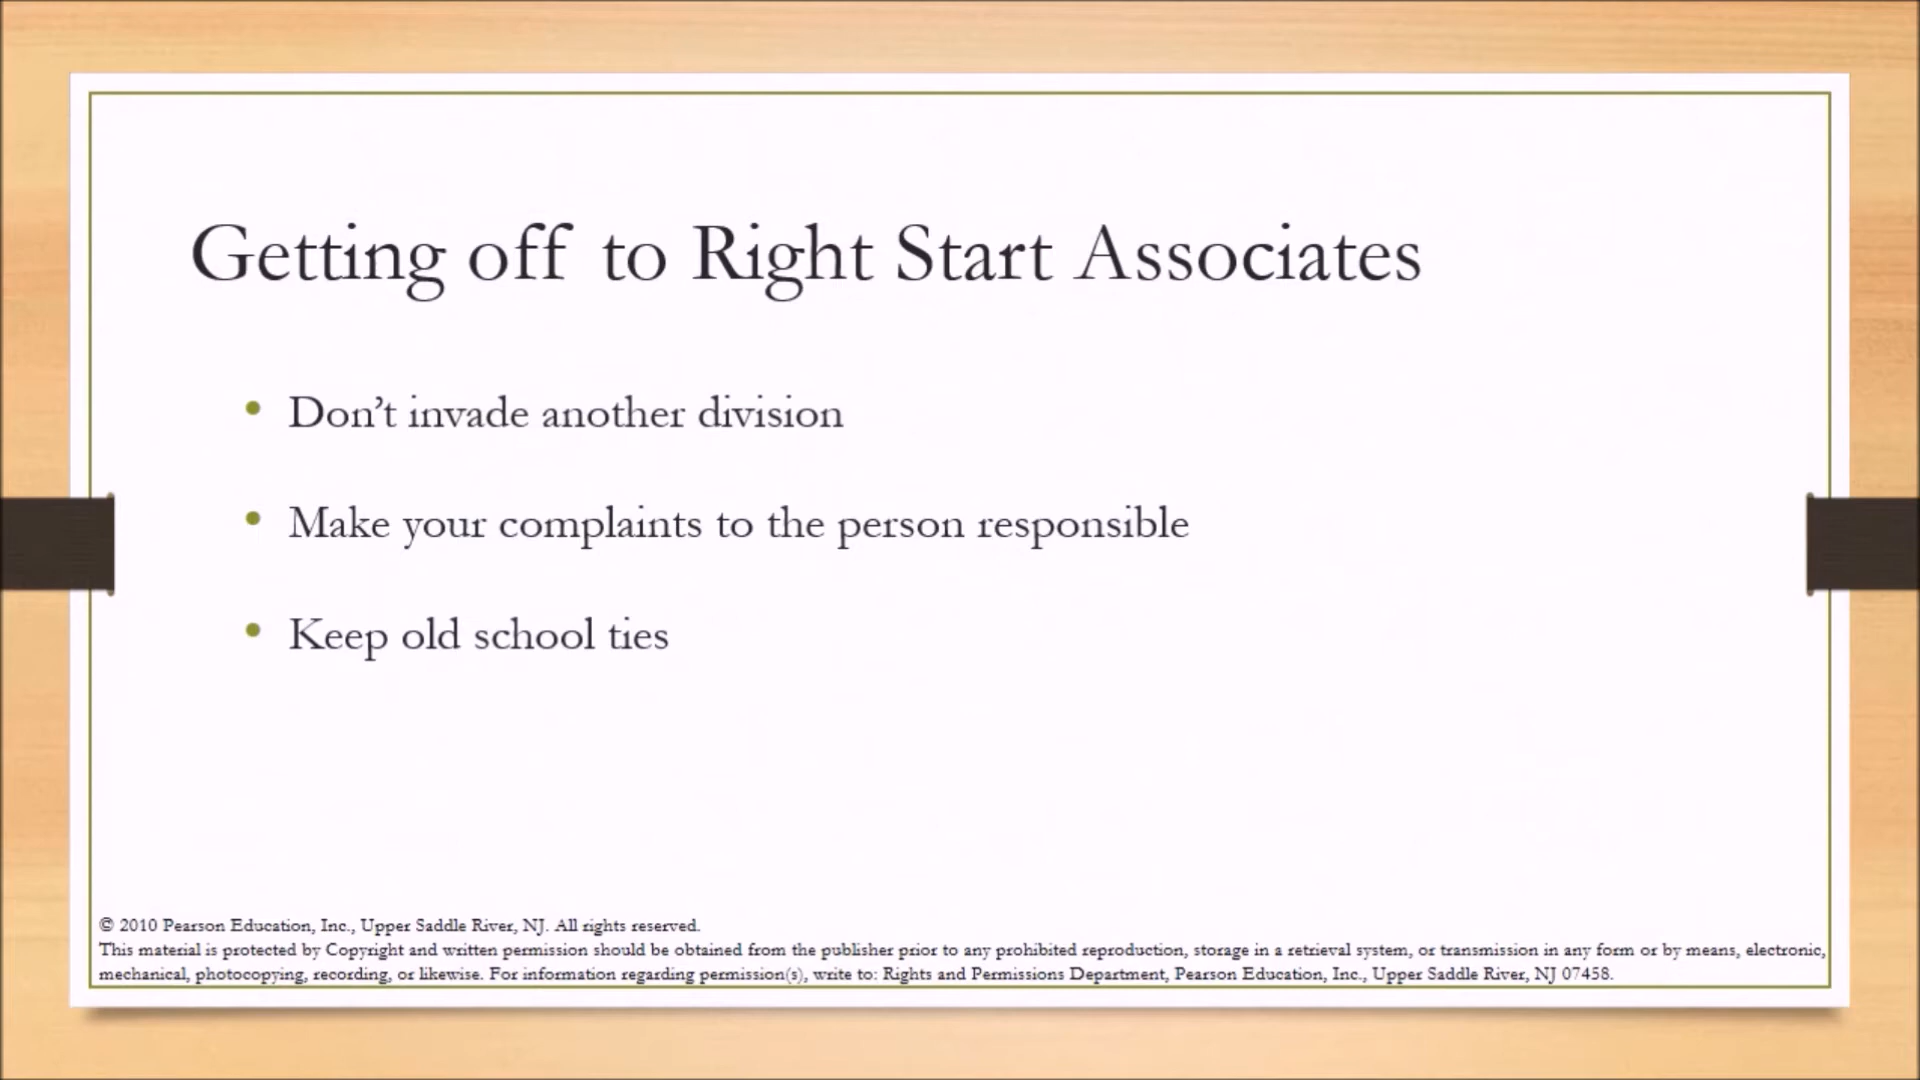 Getting off to Right Start Associates
• Don’t invade another division
• Make your complaints to the person responsible
• Keep old school ties
© 2010 Pearson Education, Inc., Upper Saddle River, NJ. All rights reserved.
This material is protected by Copyright and written permission should be obtained from the publisher prior to any prohibited reproduction, storage in a retrieval system, or transmission in any form or by means, electronic,
mechanical, photocopying, recording, or likewise. For information regarding permission(s), write to: Rights and Permissions Department, Pearson Education, Inc., Upper Saddle River, NJ 07458.